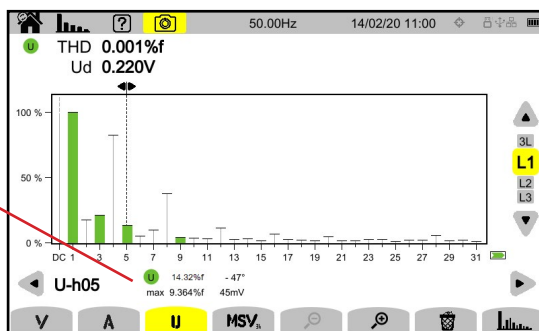 50.00Hz 14/02/20 11:00
U THD 0.001%f
Ud 0.220V
100 %
50 %
0 %
DC 1 3 5 7 9 11 13 15 17 19 21 23 25 27 29 31
3L
L1
L2
L3
U-h05
U 14.32%f - 47°
max 9.364%f 45mV
V A U MSV